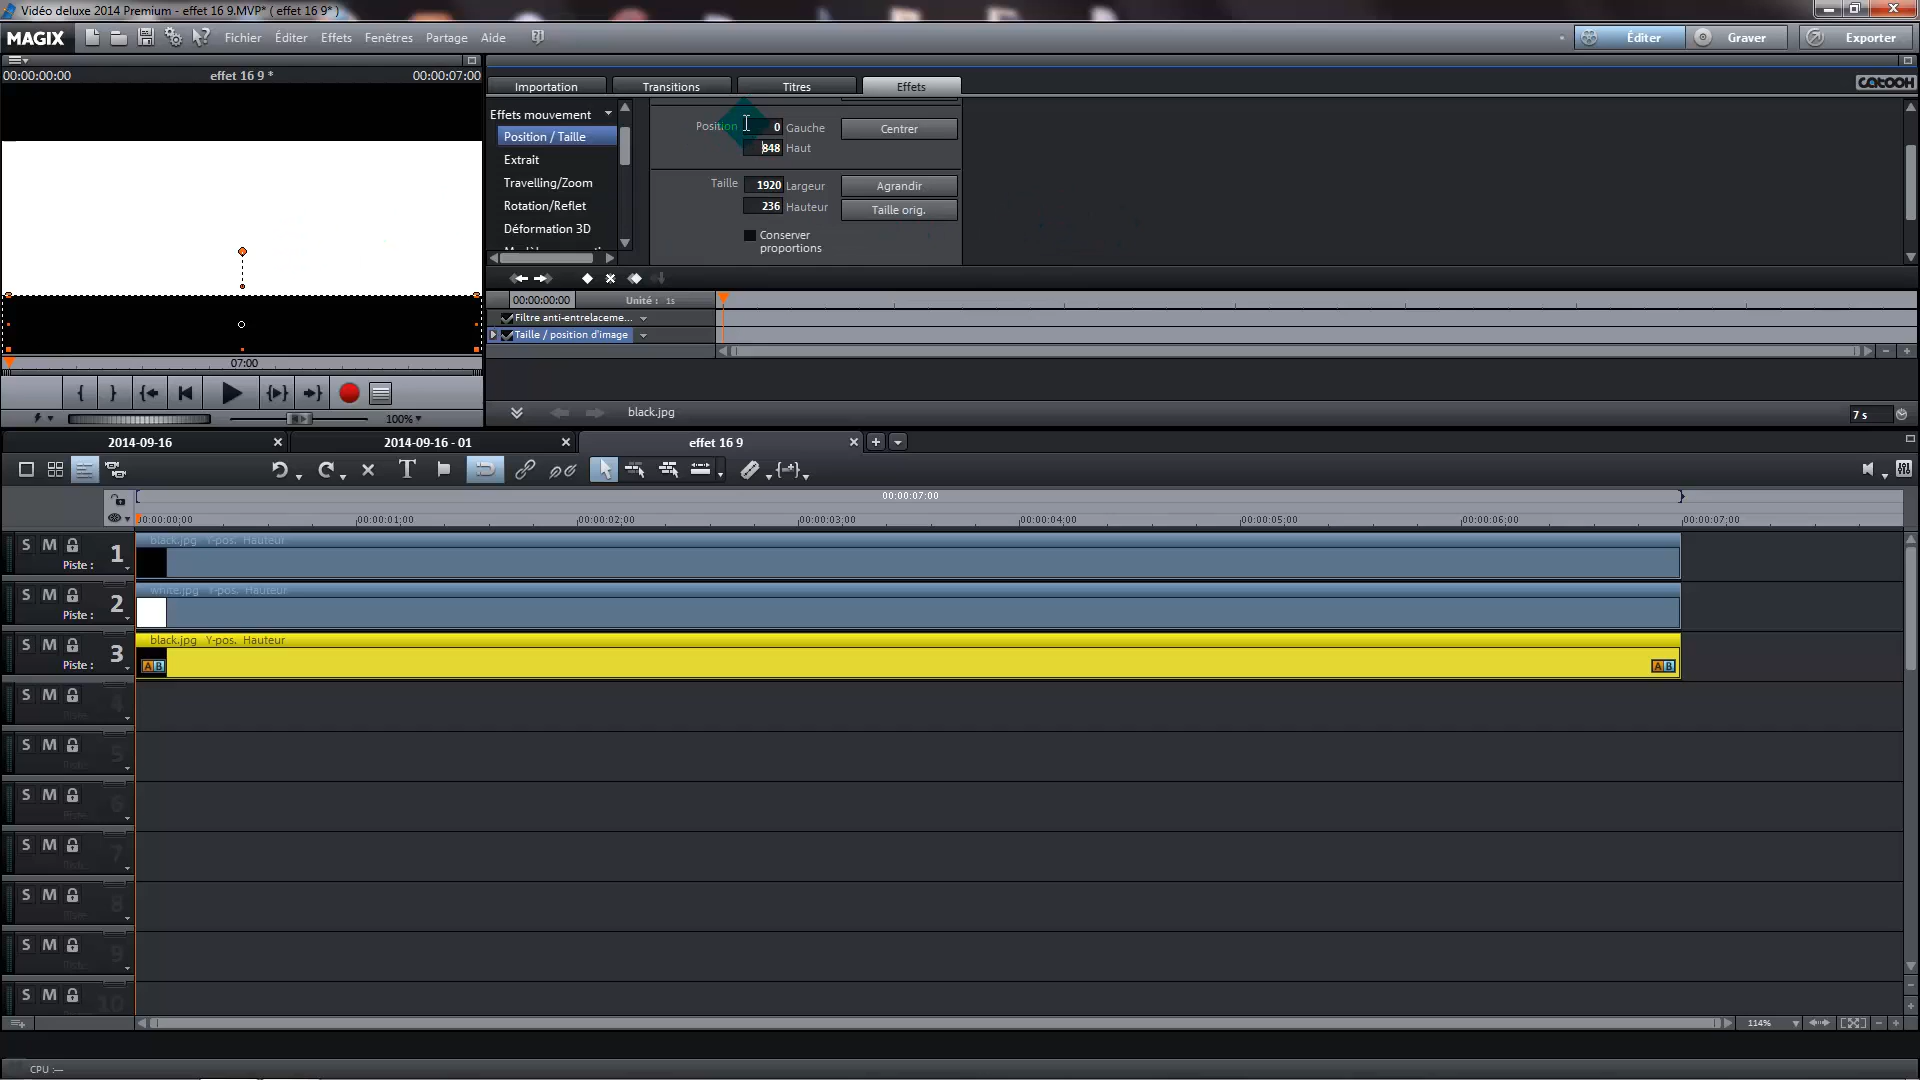 Vidéo deluxe 2014 Premium - effet 16 9.MVP* ( effet 16 9* )
MAGIX Fichier Éditer Effets Fenêtres Partage Aide Éditer Graver Exporter
00:00:00:00 effet 16 9 * 00:00:07:00
Importation Transitions Titres Effets catooh
Effets mouvement
Position / Taille
Extrait
Travelling/Zoom
Rotation/Reflet
Déformation 3D
Position 0 Gauche Centrer
848 Haut
Taille 1920 Largeur Agrandir
236 Hauteur Taille orig.
Conserver
proportions
00:00:00:00 Unité : 1s
Filtre anti-entrelaceme...
Taille / position d'image
07:00
100%
black.jpg 7 s
2014-09-16 2014-09-16 - 01 effet 16 9
00:00:07:00
00:00:00:00 00:00:01:00 00:00:02:00 00:00:03:00 00:00:04:00 00:00:05:00 00:00:06:00 00:00:07:00
S M 1 black.jpg Y-pos. Hauteur
Piste :
S M 2 white.jpg Y-pos. Hauteur
Piste :
S M 3 black.jpg Y-pos. Hauteur
Piste : A B A B
S M 4
S M 5
S M 6
S M 7
S M 8
S M 9
S M 10
114%
CPU :—